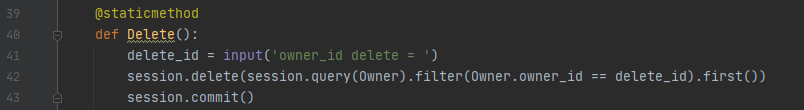 39 @staticmethod
40 def Delete():
41 delete_id = input('owner_id delete = ')
42 session.delete(session.query(Owner).filter(Owner.owner_id == delete_id).first())
43 session.commit()